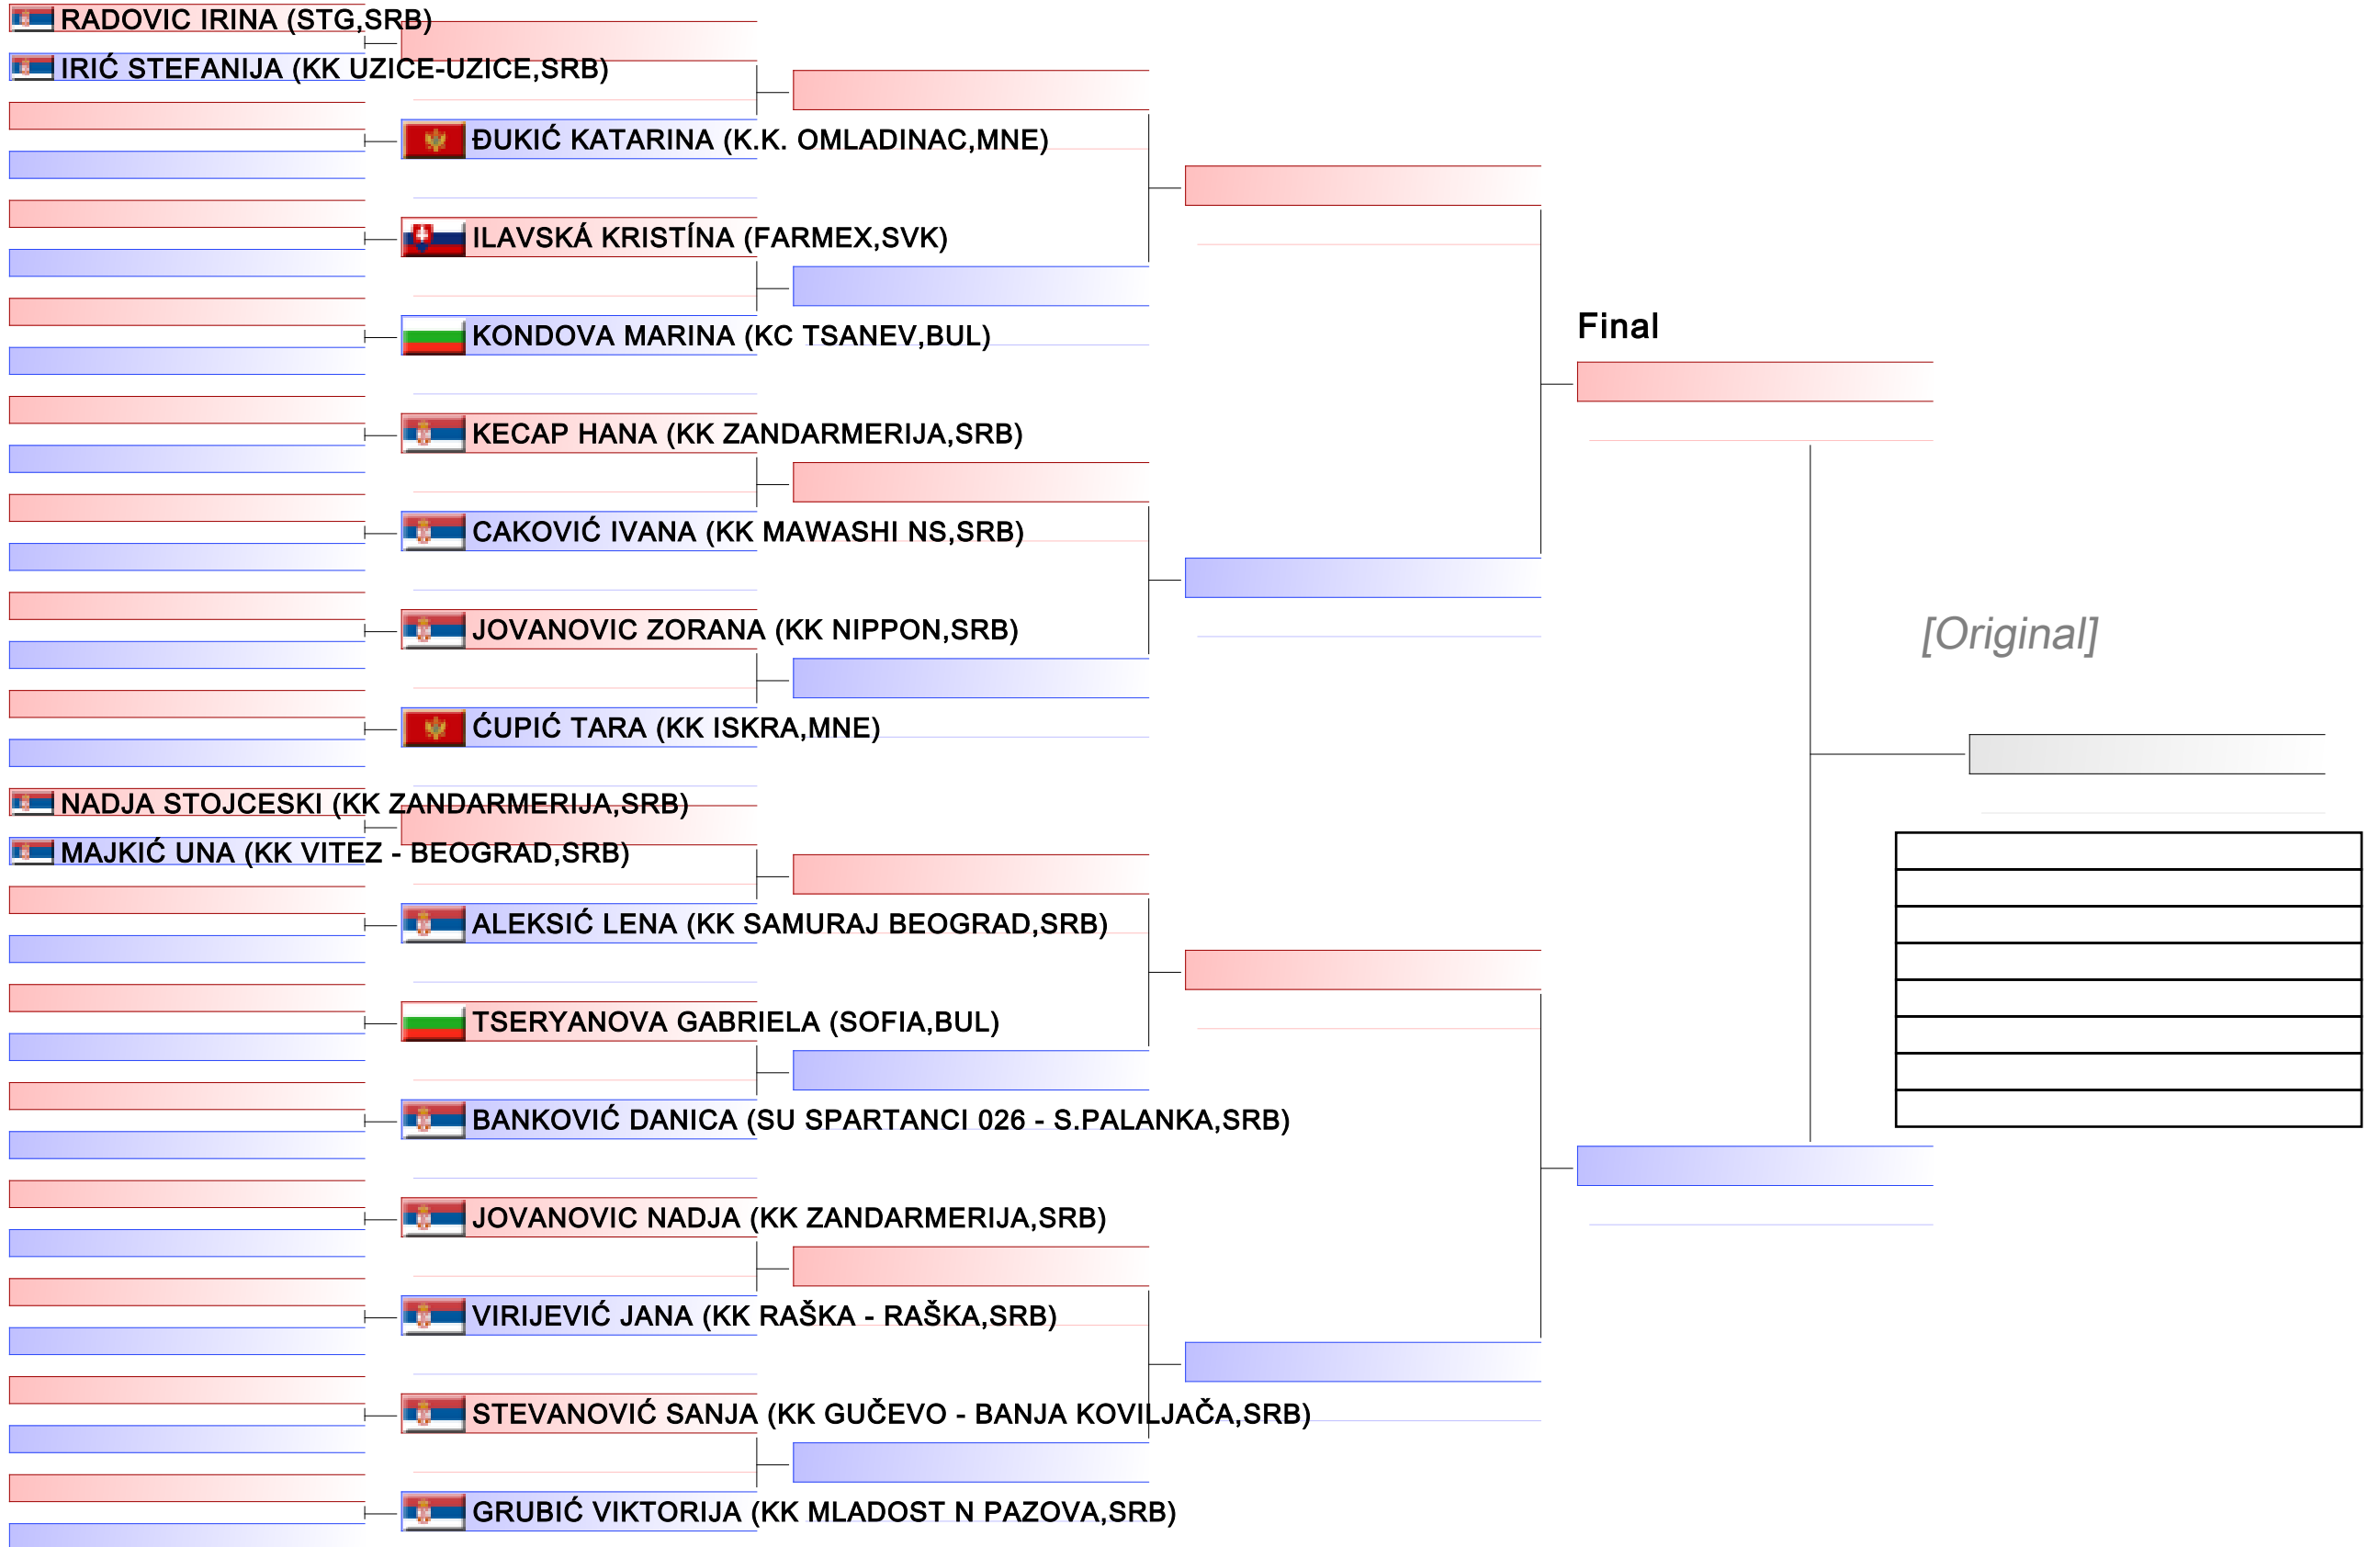 RADOVIC IRINA (STG,SRB)
IRIĆ STEFANIJA (KK UZICE-UZICE,SRB)
ĐUKIĆ KATARINA (K.K. OMLADINAC,MNE)
ILAVSKÁ KRISTÍNA (FARMEX,SVK)
KONDOVA MARINA (KC TSANEV,BUL)
Final
KECAP HANA (KK ZANDARMERIJA,SRB)
CAKOVIĆ IVANA (KK MAWASHI NS,SRB)
JOVANOVIC ZORANA (KK NIPPON,SRB)
[Original]
ĆUPIĆ TARA (KK ISKRA,MNE)
NADJA STOJCESKI (KK ZANDARMERIJA,SRB)
MAJKIĆ UNA (KK VITEZ - BEOGRAD,SRB)
ALEKSIĆ LENA (KK SAMURAJ BEOGRAD,SRB)
TSERYANOVA GABRIELA (SOFIA,BUL)
BANKOVIĆ DANICA (SU SPARTANCI 026 - S.PALANKA,SRB)
JOVANOVIC NADJA (KK ZANDARMERIJA,SRB)
VIRIJEVIĆ JANA (KK RAŠKA - RAŠKA,SRB)
STEVANOVIĆ SANJA (KK GUČEVO - BANJA KOVILJAČA,SRB)
GRUBIĆ VIKTORIJA (KK MLADOST N PAZOVA,SRB)